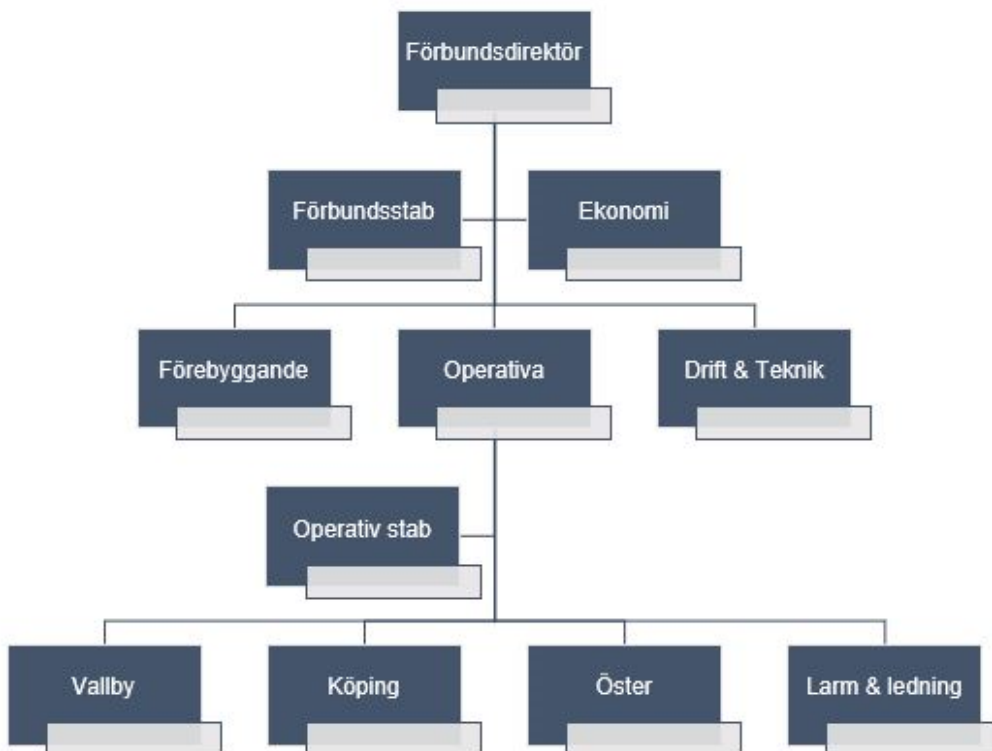 Förbundsdirektör
Förbundsstab
Ekonomi
Förebyggande
Operativa
Drift & Teknik
Operativ stab
Vallby
Köping
Öster
Larm & ledning